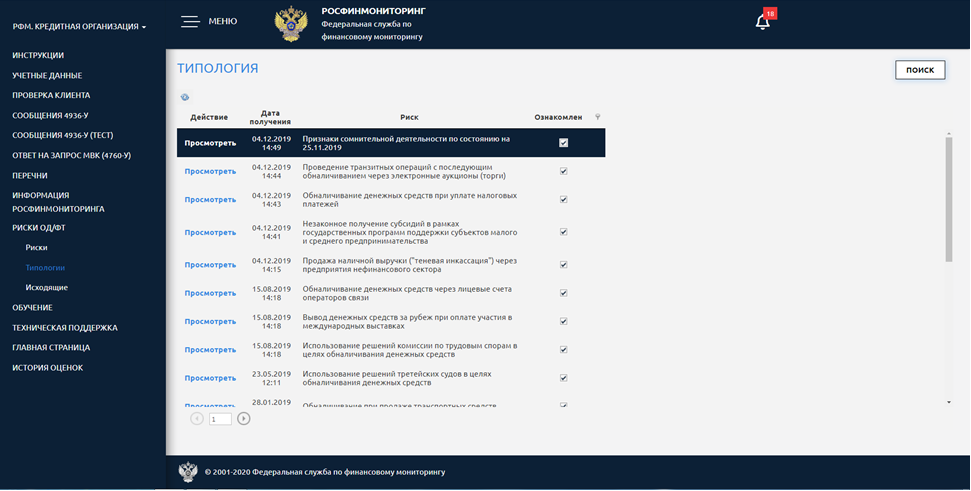 РФМ. КРЕДИТНАЯ ОРГАНИЗАЦИЯ
ИНСТРУКЦИИ
УЧЕТНЫЕ ДАННЫЕ
ПРОВЕРКА КЛИЕНТА
СООБЩЕНИЯ 4936-У
СООБЩЕНИЯ 4936-У (ТЕСТ)
ОТВЕТ НА ЗАПРОС МВК (4760-У)
ПЕРЕЧНИ
ИНФОРМАЦИЯ
РОСФИНМОНИТОРИНГА
РИСКИ ОД/ФТ
Риски
Типологии
Исходящие
ОБУЧЕНИЕ
ТЕХНИЧЕСКАЯ ПОДДЕРЖКА
ГЛАВНАЯ СТРАНИЦА
ИСТОРИЯ ОЦЕНОК
МЕНЮ
РОСФИНМОНИТОРИНГ
Федеральная служба по
финансовому мониторингу
18
ТИПОЛОГИЯ
ПОИСК
Действие Дата получения Риск Ознакомлен
Просмотреть 04.12.2019 14:49 Признаки сомнительной деятельности по состоянию на
25.11.2019
Просмотреть 04.12.2019 14:44 Проведение транзитных операций с последующим
обналичиванием через электронные аукционы (торги)
Просмотреть 04.12.2019 14:43 Обналичивание денежных средств при уплате налоговых
платежей
Просмотреть 04.12.2019 14:41 Незаконное получение субсидий в рамках
государственных программ поддержки субъектов малого
и среднего предпринимательства
Просмотреть 04.12.2019 14:15 Продажа наличной выручки ("теневая инкассация") через
предприятия нефинансового сектора
Просмотреть 15.08.2019 14:18 Обналичивание денежных средств через лицевые счета
операторов связи
Просмотреть 15.08.2019 14:18 Вывод денежных средств за рубеж при оплате участия в
международных выставках
Просмотреть 15.08.2019 14:18 Использование решений комиссии по трудовым спорам в
целях обналичивания денежных средств
Просмотреть 23.05.2019 12:11 Использование решений третейских судов в целях
обналичивания денежных средств
Просмотреть 28.01.2019 Обналичивание при продаже транспортных средств
1
© 2001-2020 Федеральная служба по финансовому мониторингу